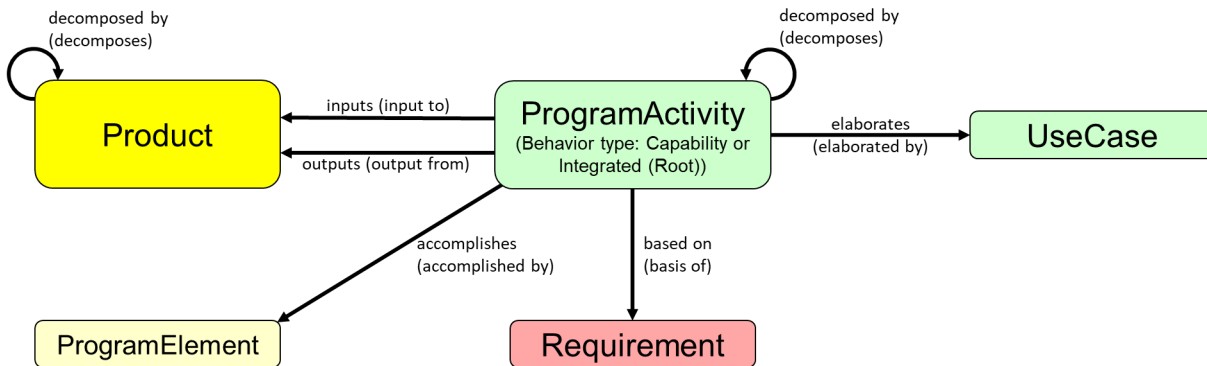 decomposed by
(decomposes)
decomposed by
(decomposes)
Product
inputs (input to)
outputs (output from)
ProgramActivity
(Behavior type: Capability or
Integrated (Root))
elaborates
(elaborated by)
UseCase
accomplishes
(accomplished by)
based on
(basis of)
ProgramElement
Requirement